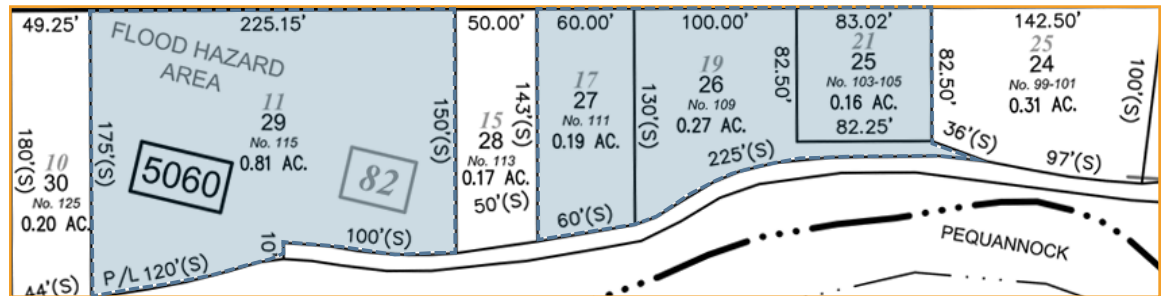 49.25'
225.15'
50.00'
60.00'
100.00'
83.02'
142.50'
FLOOD HAZARD
AREA
180'(S)
10
30
No. 125
0.20 AC.
44'(S)
175'(S)
11
29
No. 115
0.81 AC.
5060
82
150'(S)
10'
100'(S)
P/L 120'(S)
143'(S)
15
28
No. 113
0.17 AC.
50'(S)
17
27
No. 111
0.19 AC.
60'(S)
130'(S)
19
26
No. 109
0.27 AC.
225'(S)
82.50'
21
25
No. 103-105
0.16 AC.
82.25'
82.50'
36'(S)
25
24
No. 99-101
0.31 AC.
97'(S)
100'(S)
PEQUANNOCK